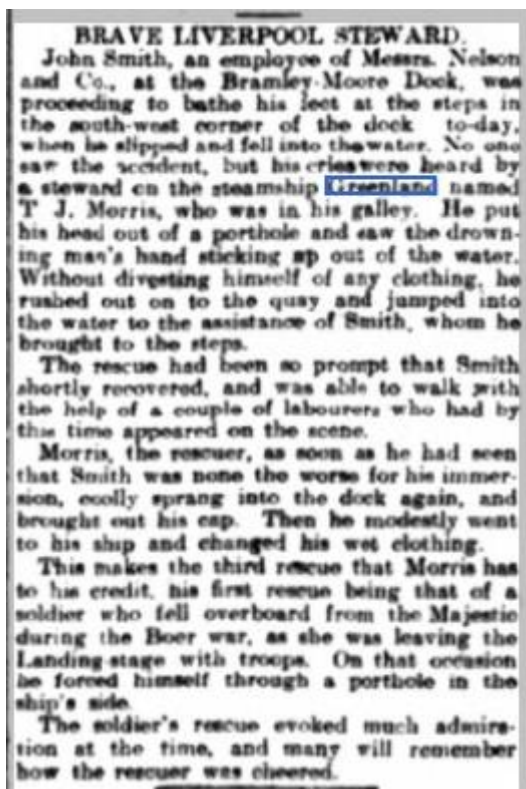 BRAVE LIVERPOOL STEWARD.
John Smith, an employee of Messrs. Nelson
and Co., at the Bramley-Moore Dock, was
proceeding to bathe his feet at the steps in
the south-west corner of the dock to-day,
when he slipped and fell into the water. No one
saw the accident, but his cries were heard by
a steward on the steamship Greenland named
T J. Morris, who was in his galley. He put
his head out of a porthole and saw the drown-
ing man's hand sticking up out of the water.
Without divesting himself of any clothing, he
rushed out on to the quay and jumped into
the water to the assistance of Smith, whom he
brought to the steps.
The rescue had been so prompt that Smith
shortly recovered, and was able to walk with
the help of a couple of labourers who had by
this time appeared on the scene.
Morris, the rescuer, as soon as he had seen
that Smith was none the worse for his immer-
sion, coolly sprang into the dock again, and
brought out his cap. Then he modestly went
to his ship and changed his wet clothing.
This makes the third rescue that Morris has
to his credit, his first rescue being that of a
soldier who fell overboard from the Majestic
during the Boer war, as she was leaving the
Landing-stage with troops. On that occasion
he forced himself through a porthole in the
ship's side.
The soldier's rescue evoked much admira-
tion at the time, and many will remember
how the rescuer was cheered.